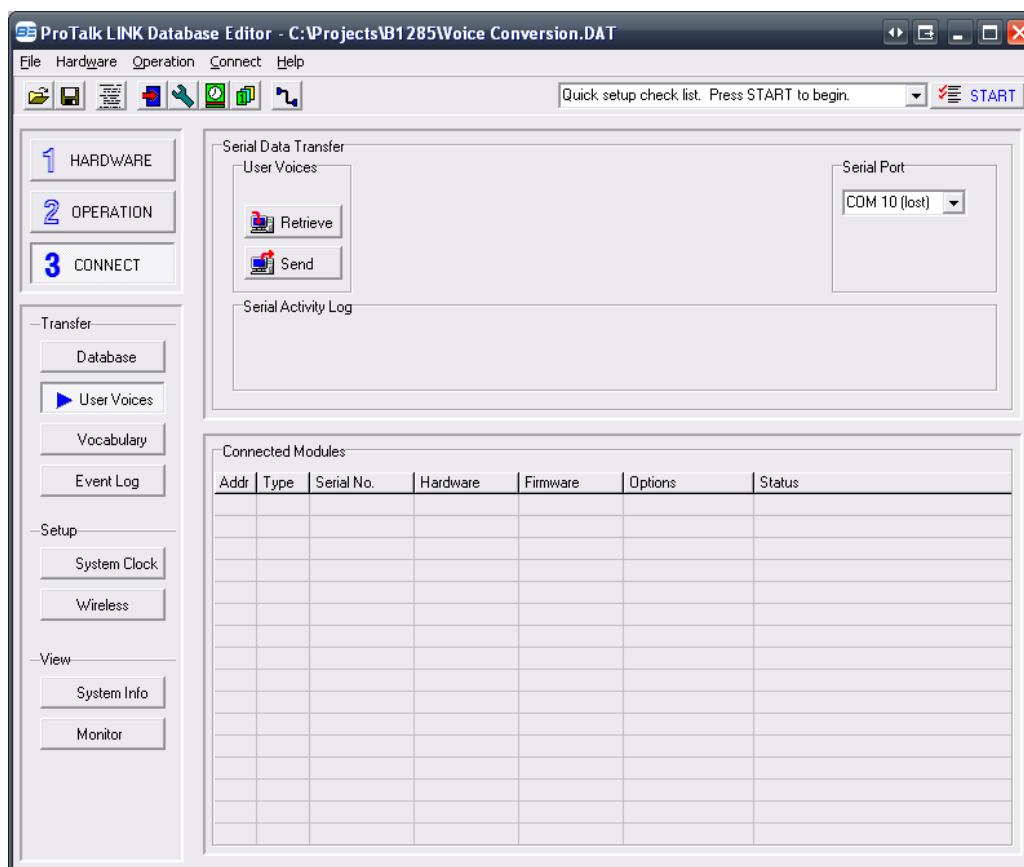 ProTalk LINK Database Editor - C:\Projects\B1285\Voice Conversion.DAT
File Hardware Operation Connect Help
Quick setup check list. Press START to begin.
START
1 HARDWARE
2 OPERATION
3 CONNECT
Transfer
Database
User Voices
Vocabulary
Event Log
Setup
System Clock
Wireless
View
System Info
Monitor
Serial Data Transfer
User Voices
Retrieve
Send
Serial Port
COM 10 (lost)
Serial Activity Log
Connected Modules
Addr Type Serial No. Hardware Firmware Options Status